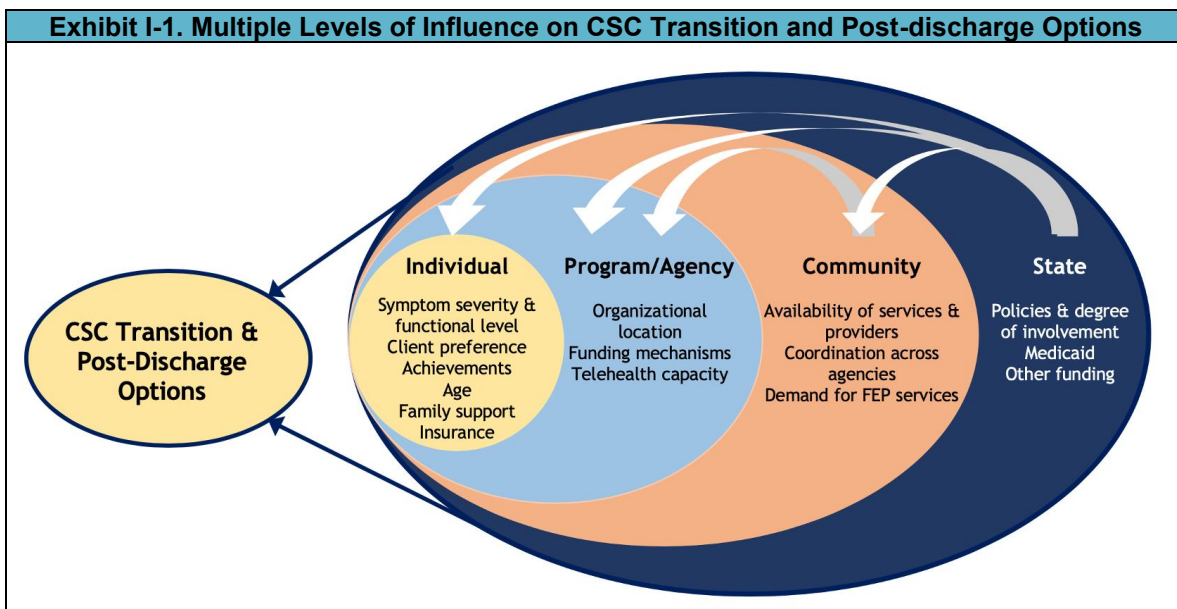 Exhibit I-1. Multiple Levels of Influence on CSC Transition and Post-discharge Options
CSC Transition &
Post-Discharge
Options
Individual
Symptom severity &
functional level
Client preference
Achievements
Age
Family support
Insurance
Program/Agency
Organizational
location
Funding mechanisms
Telehealth capacity
Community
Availability of services &
providers
Coordination across
agencies
Demand for FEP services
State
Policies & degree
of involvement
Medicaid
Other funding